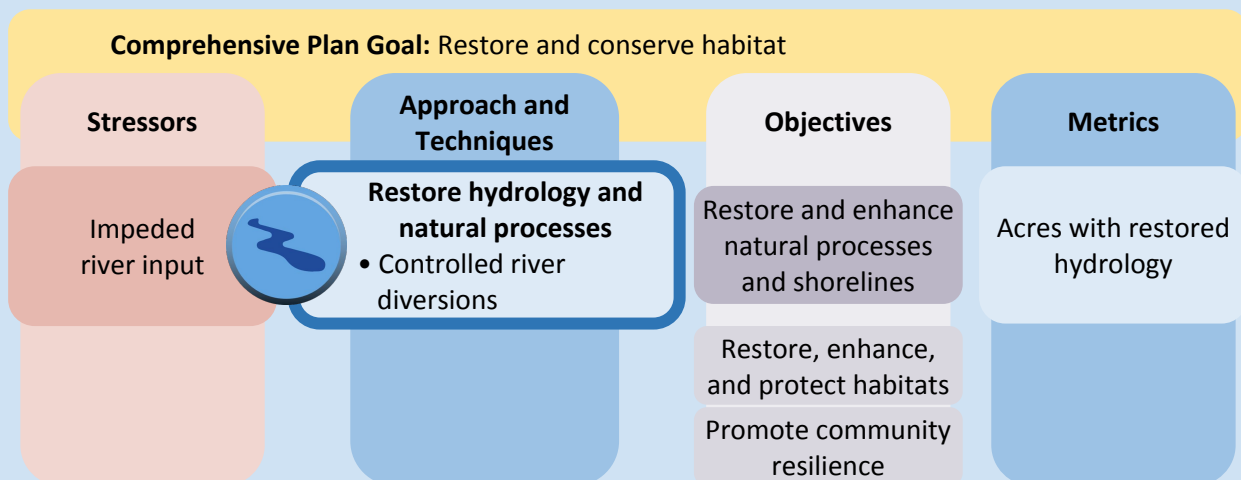 Comprehensive Plan Goal: Restore and conserve habitat
Stressors
Impeded
river input
Approach and
Techniques
Restore hydrology and
natural processes
• Controlled river
diversions
Objectives
Restore and enhance
natural processes
and shorelines
Restore, enhance,
and protect habitats
Promote community
resilience
Metrics
Acres with restored
hydrology